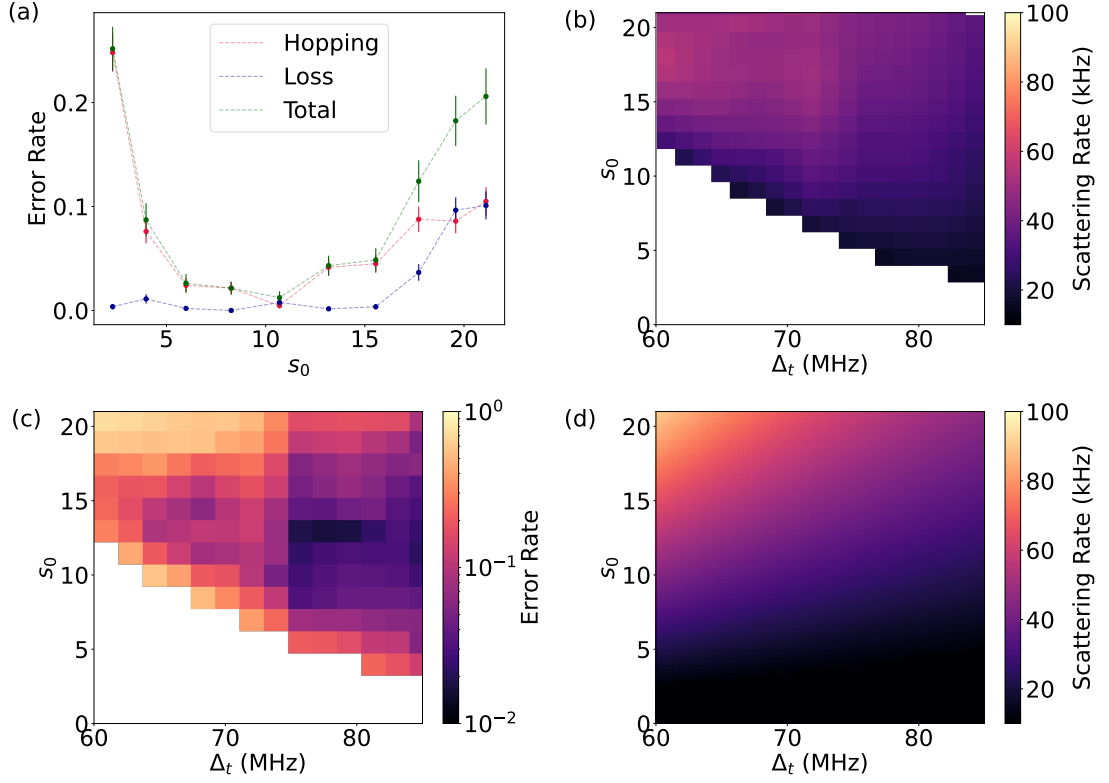 (a)
Error Rate
0.2
0.1
0.0
Hopping
Loss
Total
5
10
15
20
s0
(b)
s0
20
15
10
5
0
60
70
80
Δt (MHz)
100
80
60
40
20
Scattering Rate (kHz)
(c)
s0
20
15
10
5
0
60
70
80
Δt (MHz)
10^0
10^−1
10^−2
Error Rate
(d)
s0
20
15
10
5
0
60
70
80
Δt (MHz)
100
80
60
40
20
Scattering Rate (kHz)